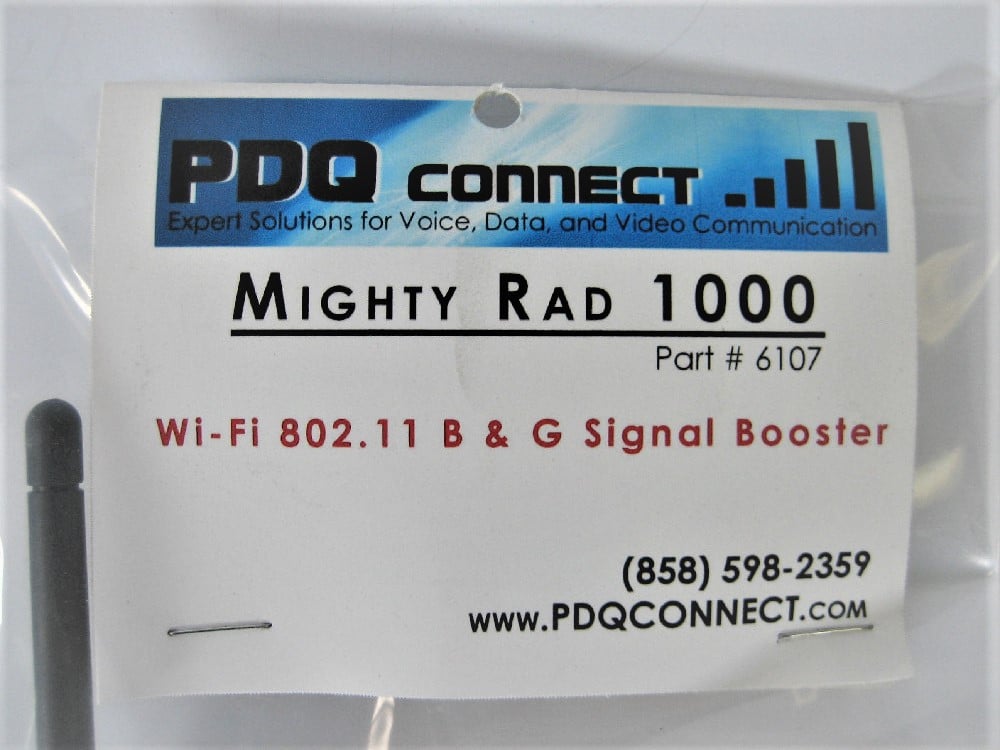 PDQ CONNECT
Expert Solutions for Voice, Data, and Video Communication
MIGHTY RAD 1000
Part # 6107
Wi-Fi 802.11 B & G Signal Booster
(858) 598-2359
WWW.PDQCONNECT.COM